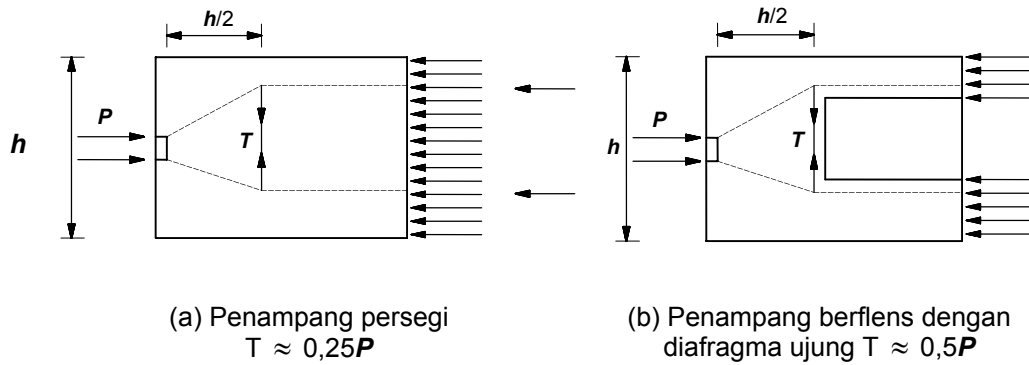 h/2
P
h
T
(a) Penampang persegi
T ≈ 0,25P
h/2
P
h
T
(b) Penampang berflens dengan
diafragma ujung T ≈ 0,5P